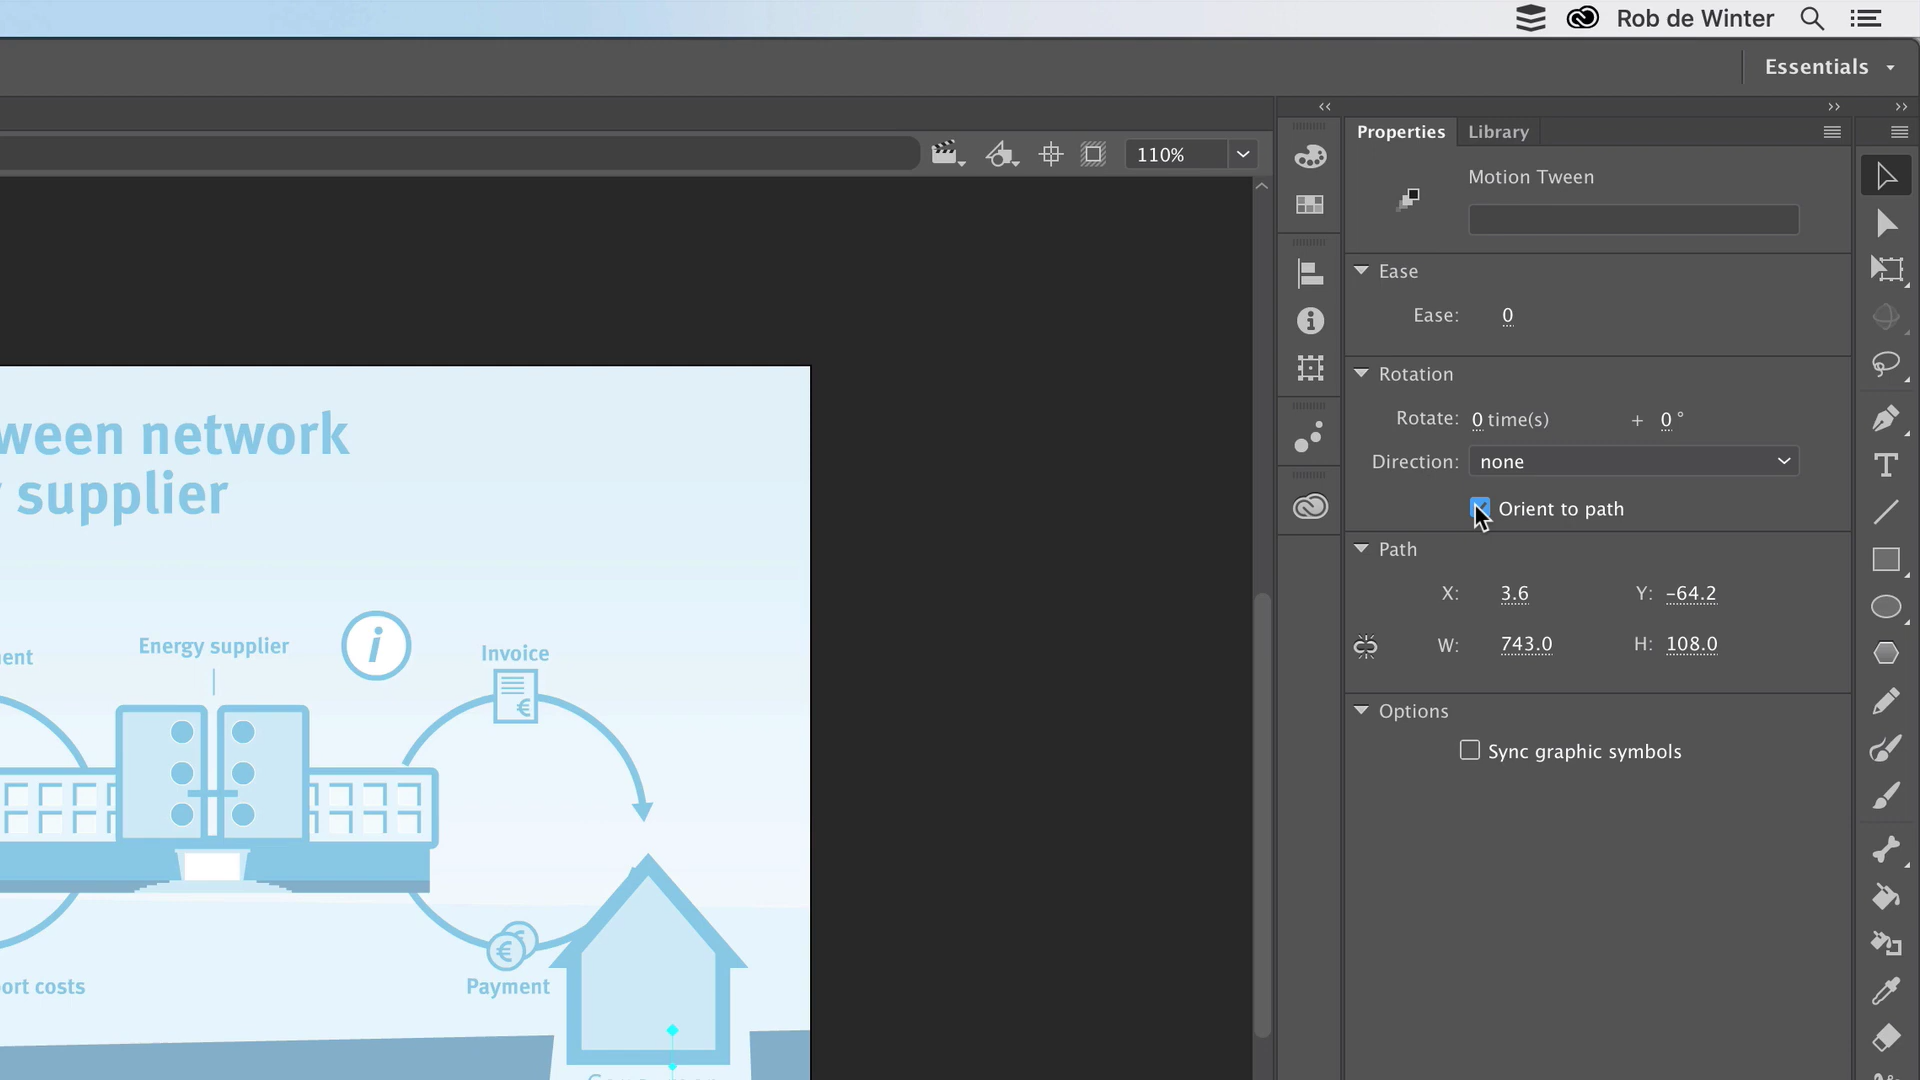 Rob de Winter
Essentials
110%
Properties
Library
Motion Tween
Ease
Ease: 0
Rotation
Rotate: 0 time(s) + 0 °
Direction: none
Orient to path
Path
X: 3.6 Y: -64.2
W: 743.0 H: 108.0
Options
Sync graphic symbols
ween network
supplier
Energy supplier
i
Invoice
€
ent
€
€
ort costs
Payment